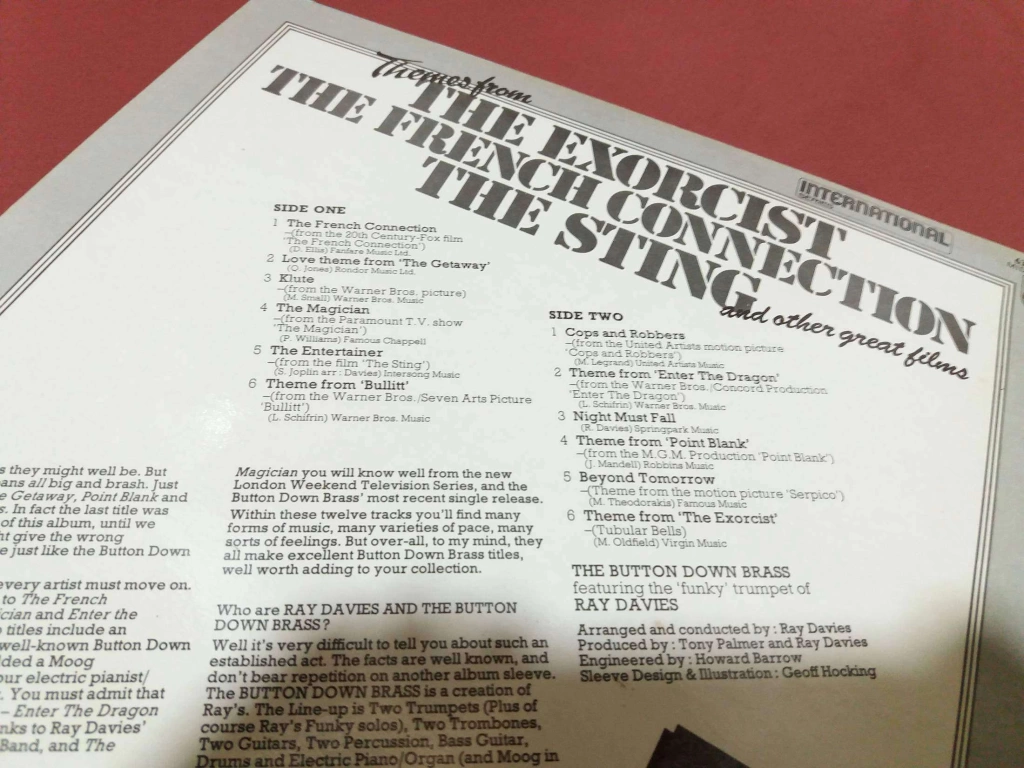 Themes from
THE EXORCIST
THE FRENCH CONNECTION
THE STING
and other great films
INTERNATIONAL
SERIES
SIDE ONE
1 The French Connection
–(from the 20th Century-Fox film
'The French Connection')
(D. Ellis) Fanfare Music Ltd.
2 Love theme from 'The Getaway'
(Q. Jones) Rondor Music Ltd.
3 Klute
–(from the Warner Bros. picture)
(M. Small) Warner Bros. Music
4 The Magician
–(from the Paramount T.V. show
'The Magician')
(P. Williams) Famous Chappell
5 The Entertainer
–(from the film 'The Sting')
(S. Joplin arr : Davies) Intersong Music
6 Theme from 'Bullitt'
–(from the Warner Bros./Seven Arts Picture
'Bullitt')
(L. Schifrin) Warner Bros. Music
SIDE TWO
1 Cops and Robbers
–(from the United Artists motion picture
'Cops and Robbers')
(M. Legrand) United Artists Music
2 Theme from 'Enter The Dragon'
–(from the Warner Bros./Concord Production
'Enter The Dragon')
(L. Schifrin) Warner Bros. Music
3 Night Must Fall
(R. Davies) Springpark Music
4 Theme from 'Point Blank'
–(from the M.G.M. Production 'Point Blank')
(J. Mandell) Robbins Music
5 Beyond Tomorrow
–(Theme from the motion picture 'Serpico')
(M. Theodorakis) Famous Music
6 Theme from 'The Exorcist'
–(Tubular Bells)
(M. Oldfield) Virgin Music
THE BUTTON DOWN BRASS
featuring the 'funky' trumpet of
RAY DAVIES
Arranged and conducted by : Ray Davies
Produced by : Tony Palmer and Ray Davies
Engineered by : Howard Barrow
Sleeve Design & Illustration : Geoff Hocking
s they might well be. But
ans all big and brash. Just
e Getaway, Point Blank and
s. In fact the last title was
of this album, until we
ht give the wrong
e just like the Button Down
every artist must move on.
to The French
ician and Enter the
titles include an
well-known Button Down
dded a Moog
our electric pianist/
. You must admit that
– Enter The Dragon
nks to Ray Davies'
Band, and The
Magician you will know well from the new
London Weekend Television Series, and the
Button Down Brass' most recent single release.
Within these twelve tracks you'll find many
forms of music, many varieties of pace, many
sorts of feelings. But over-all, to my mind, they
all make excellent Button Down Brass titles,
well worth adding to your collection.
Who are RAY DAVIES AND THE BUTTON
DOWN BRASS?
Well it's very difficult to tell you about such an
established act. The facts are well known, and
don't bear repetition on another album sleeve.
The BUTTON DOWN BRASS is a creation of
Ray's. The Line-up is Two Trumpets (Plus of
course Ray's Funky solos), Two Trombones,
Two Guitars, Two Percussion, Bass Guitar,
Drums and Electric Piano/Organ (and Moog in